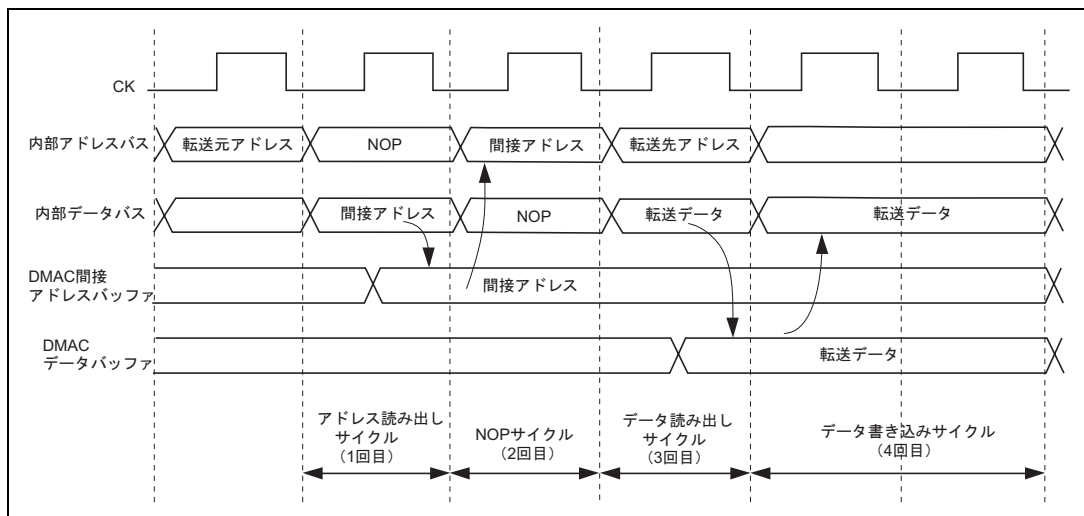 CK
内部アドレスバス
転送元アドレス
NOP
間接アドレス
転送先アドレス
内部データバス
間接アドレス
NOP
転送データ
転送データ
DMAC間接
アドレスバッファ
間接アドレス
DMAC
データバッファ
転送データ
アドレス読み出し
サイクル
（1回目）
NOPサイクル
（2回目）
データ読み出し
サイクル
（3回目）
データ書き込みサイクル
（4回目）